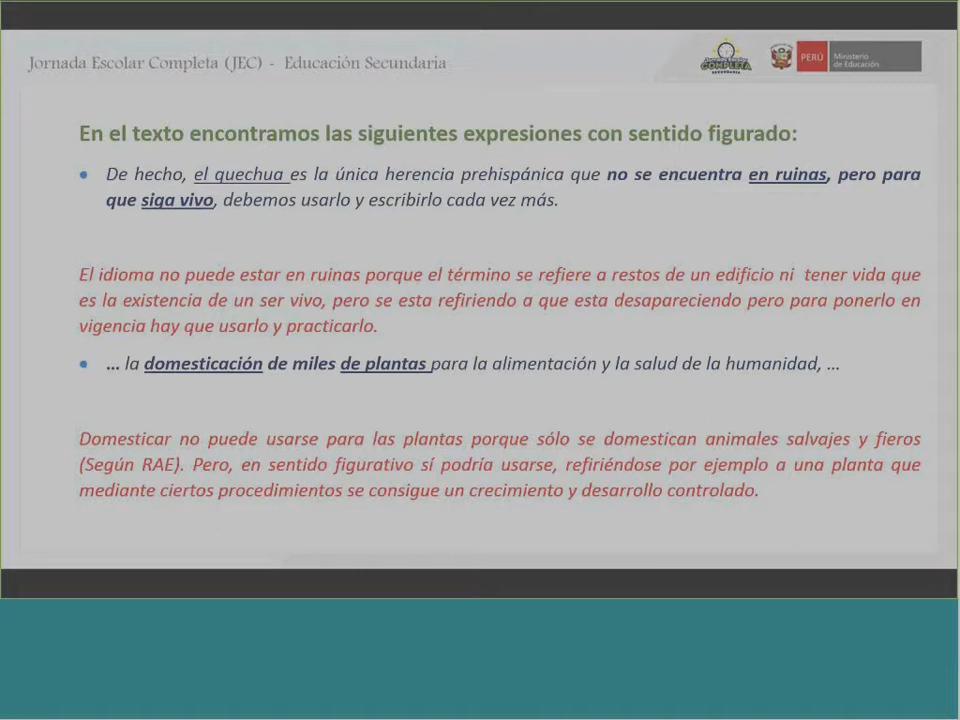 Jornada Escolar Completa (JEC) - Educación Secundaria
COMPLETA
SECUNDARIA
PERÚ
Ministerio
de Educación
En el texto encontramos las siguientes expresiones con sentido figurado:
• De hecho, el quechua es la única herencia prehispánica que no se encuentra en ruinas, pero para
que siga vivo, debemos usarlo y escribirlo cada vez más.
El idioma no puede estar en ruinas porque el término se refiere a restos de un edificio ni tener vida que
es la existencia de un ser vivo, pero se esta refiriendo a que esta desapareciendo pero para ponerlo en
vigencia hay que usarlo y practicarlo.
• … la domesticación de miles de plantas para la alimentación y la salud de la humanidad, …
Domesticar no puede usarse para las plantas porque sólo se domestican animales salvajes y fieros
(Según RAE). Pero, en sentido figurativo sí podría usarse, refiriéndose por ejemplo a una planta que
mediante ciertos procedimientos se consigue un crecimiento y desarrollo controlado.